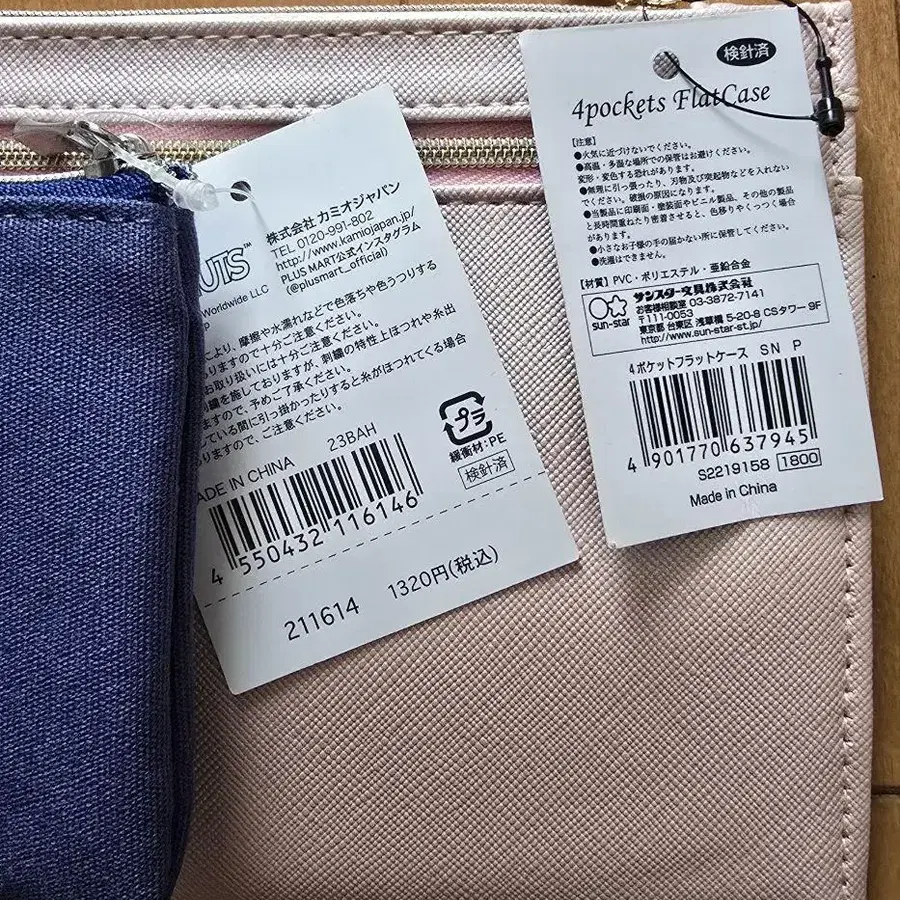 UTS™
Worldwide LLC
株式会社 カミオジャパン
TEL 0120-991-802
http://www.kamiojapan.jp/
PLUS MART公式インスタグラム
(@plusmart_official)
により、摩擦や水濡れなどで色落ちや色うつりする
ありますので十分ご注意ください。
お取り扱いには十分ご注意ください。
刺繍を施しておりますが、刺繍の特性上ほつれや糸出
ますので、予めご了承ください。
している間に引っ掛かったりすると糸がほつれてくる場合
ありますので、ご注意ください。
プラ
緩衝材:PE
検針済
MADE IN CHINA 23BAH
4 550432 116146
211614 1320円(税込)
検針済
4pockets FlatCase
【注意】
●火気に近づけないでください。
●高温・多湿な場所での保管はお避けください。
変形・変色する恐れがあります。
●無理に引っ張ったり、刃物及び突起物などを入れない
でください。破損の原因になります。
●当製品に印刷面・塗装面やビニル製品、その他の製品
と長時間重ねたり密着させると、色移りやくっつく場合
があります。
●小さなお子様の手の届かない所に保管してください。
●洗濯はできません。
【材質】PVC・ポリエステル・亜鉛合金
sun-star
サンスター文具株式会社
お客様相談室 03-3872-7141
〒111-0053
東京都 台東区 浅草橋 5-20-8 CSタワー 9F
http://www.sun-star-st.jp/
4ポケットフラットケース SN P
4 901770 637945
S2219158 1800
Made in China